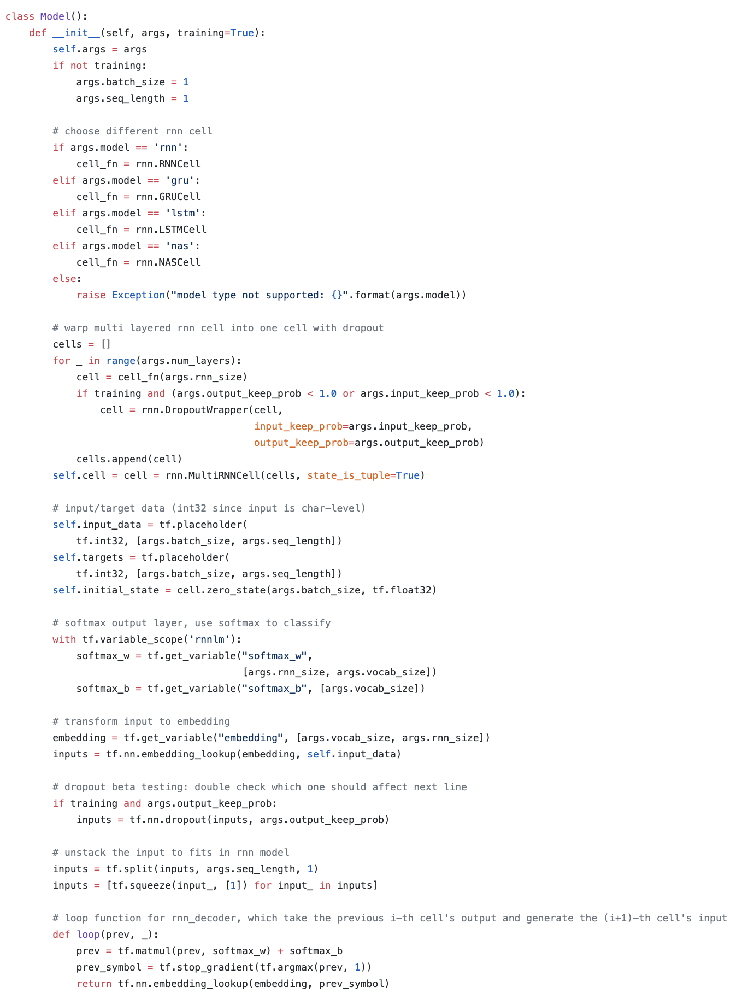 class Model():
    def __init__(self, args, training=True):
        self.args = args
        if not training:
            args.batch_size = 1
            args.seq_length = 1

        # choose different rnn cell
        if args.model == 'rnn':
            cell_fn = rnn.RNNCell
        elif args.model == 'gru':
            cell_fn = rnn.GRUCell
        elif args.model == 'lstm':
            cell_fn = rnn.LSTMCell
        elif args.model == 'nas':
            cell_fn = rnn.NASCell
        else:
            raise Exception("model type not supported: {}".format(args.model))

        # warp multi layered rnn cell into one cell with dropout
        cells = []
        for _ in range(args.num_layers):
            cell = cell_fn(args.rnn_size)
            if training and (args.output_keep_prob < 1.0 or args.input_keep_prob < 1.0):
                cell = rnn.DropoutWrapper(cell,
                                          input_keep_prob=args.input_keep_prob,
                                          output_keep_prob=args.output_keep_prob)
            cells.append(cell)
        self.cell = cell = rnn.MultiRNNCell(cells, state_is_tuple=True)

        # input/target data (int32 since input is char-level)
        self.input_data = tf.placeholder(
            tf.int32, [args.batch_size, args.seq_length])
        self.targets = tf.placeholder(
            tf.int32, [args.batch_size, args.seq_length])
        self.initial_state = cell.zero_state(args.batch_size, tf.float32)

        # softmax output layer, use softmax to classify
        with tf.variable_scope('rnnlm'):
            softmax_w = tf.get_variable("softmax_w",
                                        [args.rnn_size, args.vocab_size])
            softmax_b = tf.get_variable("softmax_b", [args.vocab_size])

        # transform input to embedding
        embedding = tf.get_variable("embedding", [args.vocab_size, args.rnn_size])
        inputs = tf.nn.embedding_lookup(embedding, self.input_data)

        # dropout beta testing: double check which one should affect next line
        if training and args.output_keep_prob:
            inputs = tf.nn.dropout(inputs, args.output_keep_prob)

        # unstack the input to fits in rnn model
        inputs = tf.split(inputs, args.seq_length, 1)
        inputs = [tf.squeeze(input_, [1]) for input_ in inputs]

        # loop function for rnn_decoder, which take the previous i-th cell's output and generate the (i+1)-th cell's input
        def loop(prev, _):
            prev = tf.matmul(prev, softmax_w) + softmax_b
            prev_symbol = tf.stop_gradient(tf.argmax(prev, 1))
            return tf.nn.embedding_lookup(embedding, prev_symbol)